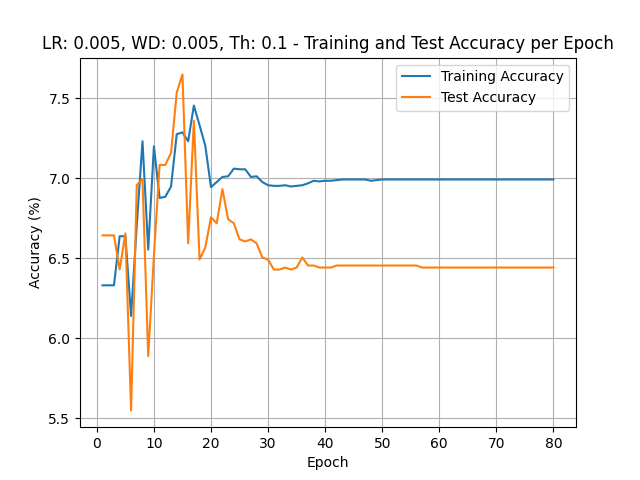 LR: 0.005, WD: 0.005, Th: 0.1 - Training and Test Accuracy per Epoch
Training Accuracy
Test Accuracy
Accuracy (%)
7.5
7.0
6.5
6.0
5.5
0 10 20 30 40 50 60 70 80
Epoch